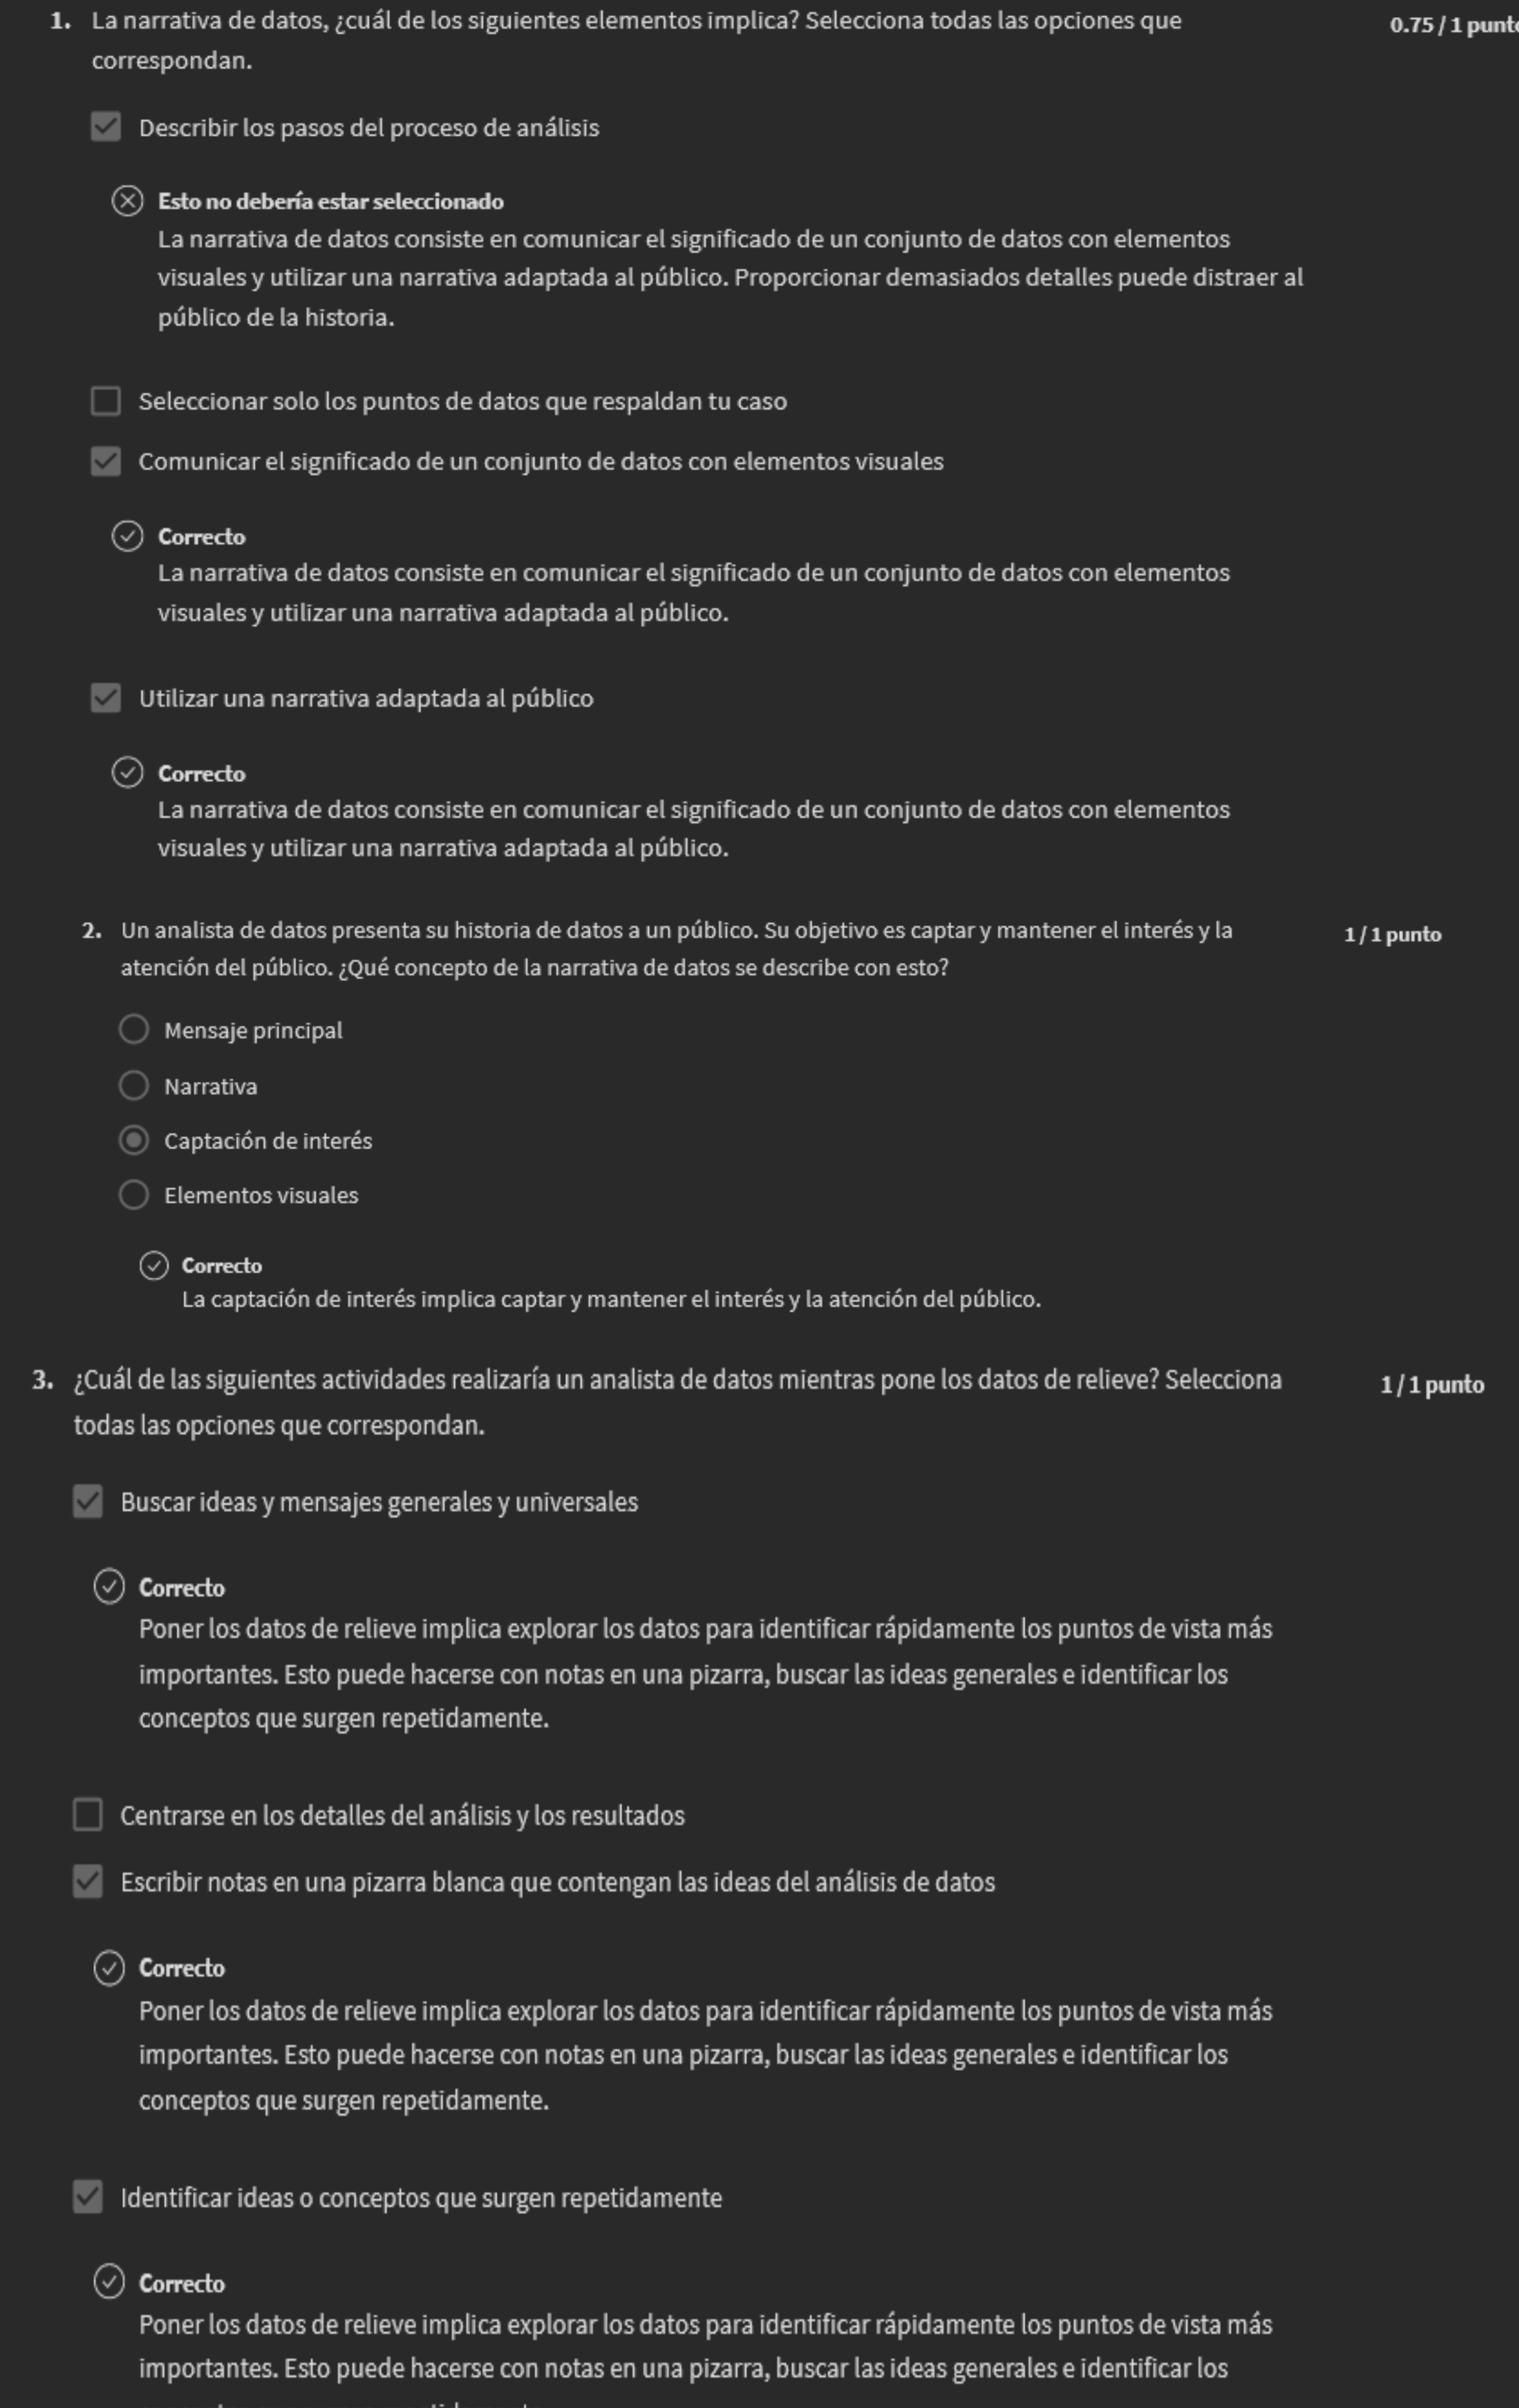 1. La narrativa de datos, ¿cuál de los siguientes elementos implica? Selecciona todas las opciones que
correspondan.
0.75 / 1 punto
Describir los pasos del proceso de análisis
Esto no debería estar seleccionado
La narrativa de datos consiste en comunicar el significado de un conjunto de datos con elementos
visuales y utilizar una narrativa adaptada al público. Proporcionar demasiados detalles puede distraer al
público de la historia.
Seleccionar solo los puntos de datos que respaldan tu caso
Comunicar el significado de un conjunto de datos con elementos visuales
Correcto
La narrativa de datos consiste en comunicar el significado de un conjunto de datos con elementos
visuales y utilizar una narrativa adaptada al público.
Utilizar una narrativa adaptada al público
Correcto
La narrativa de datos consiste en comunicar el significado de un conjunto de datos con elementos
visuales y utilizar una narrativa adaptada al público.
2. Un analista de datos presenta su historia de datos a un público. Su objetivo es captar y mantener el interés y la
atención del público. ¿Qué concepto de la narrativa de datos se describe con esto?
1 / 1 punto
Mensaje principal
Narrativa
Captación de interés
Elementos visuales
Correcto
La captación de interés implica captar y mantener el interés y la atención del público.
3. ¿Cuál de las siguientes actividades realizaría un analista de datos mientras pone los datos de relieve? Selecciona
todas las opciones que correspondan.
1 / 1 punto
Buscar ideas y mensajes generales y universales
Correcto
Poner los datos de relieve implica explorar los datos para identificar rápidamente los puntos de vista más
importantes. Esto puede hacerse con notas en una pizarra, buscar las ideas generales e identificar los
conceptos que surgen repetidamente.
Centrarse en los detalles del análisis y los resultados
Escribir notas en una pizarra blanca que contengan las ideas del análisis de datos
Correcto
Poner los datos de relieve implica explorar los datos para identificar rápidamente los puntos de vista más
importantes. Esto puede hacerse con notas en una pizarra, buscar las ideas generales e identificar los
conceptos que surgen repetidamente.
Identificar ideas o conceptos que surgen repetidamente
Correcto
Poner los datos de relieve implica explorar los datos para identificar rápidamente los puntos de vista más
importantes. Esto puede hacerse con notas en una pizarra, buscar las ideas generales e identificar los